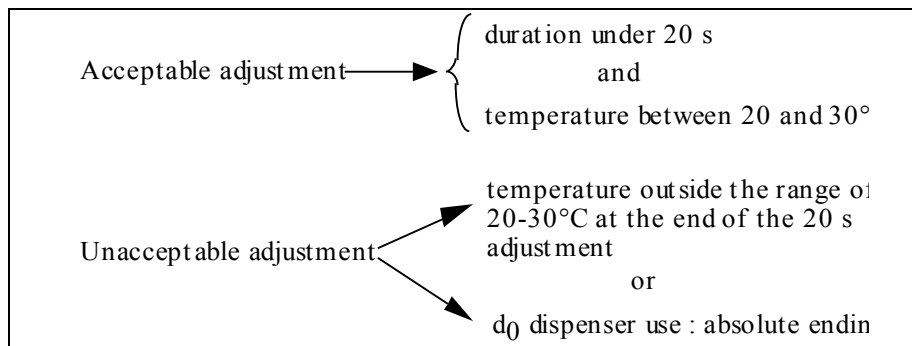 duration under 20 s
Acceptable adjustment
and
temperature between 20 and 30°
temperature outside the range of
20-30°C at the end of the 20 s
adjustment
Unacceptable adjustment
or
d0 dispenser use : absolute endin